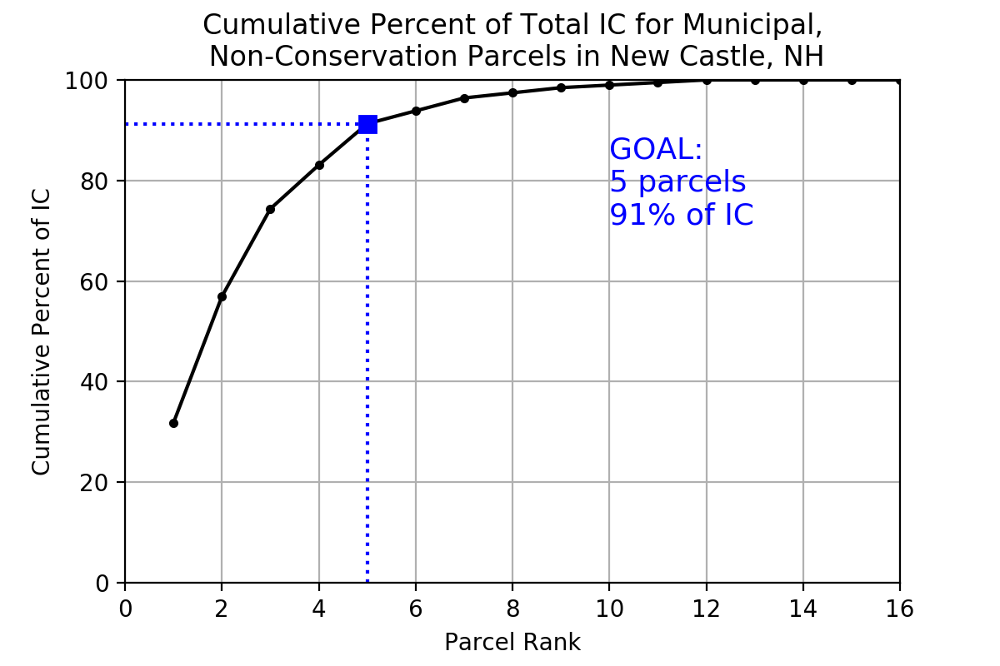 Cumulative Percent of Total IC for Municipal,
Non-Conservation Parcels in New Castle, NH
100
80
60
40
20
0
Cumulative Percent of IC
GOAL:
5 parcels
91% of IC
0 2 4 6 8 10 12 14 16
Parcel Rank